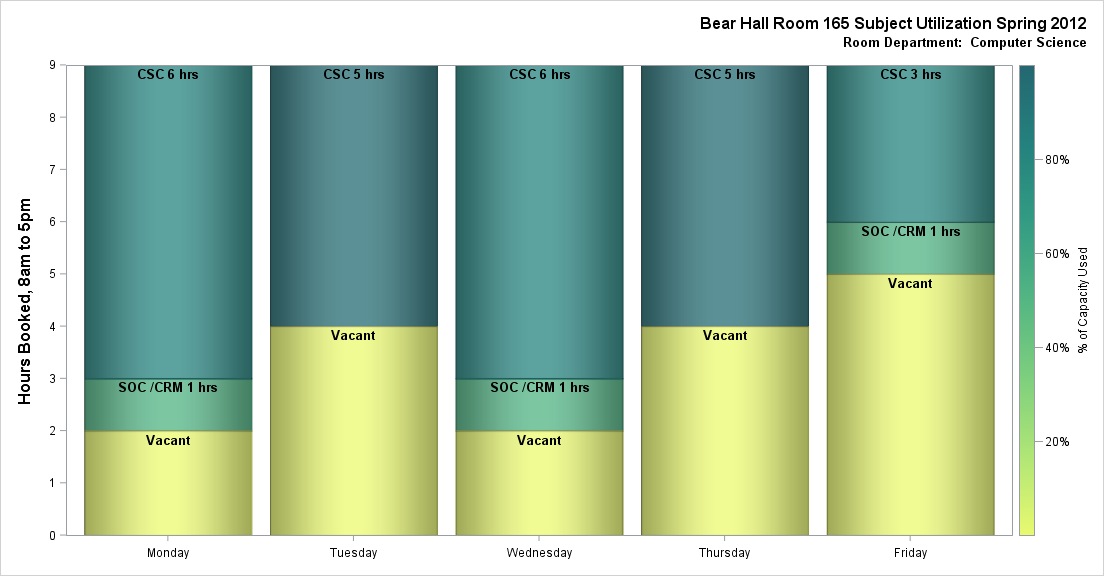 Bear Hall Room 165 Subject Utilization Spring 2012
Room Department:  Computer Science
Hours Booked, 8am to 5pm
9
8
7
6
5
4
3
2
1
0
CSC 6 hrs
SOC /CRM 1 hrs
Vacant
Monday
CSC 5 hrs
Vacant
Tuesday
CSC 6 hrs
SOC /CRM 1 hrs
Vacant
Wednesday
CSC 5 hrs
Vacant
Thursday
CSC 3 hrs
SOC /CRM 1 hrs
Vacant
Friday
80%
60%
40%
20%
% of Capacity Used